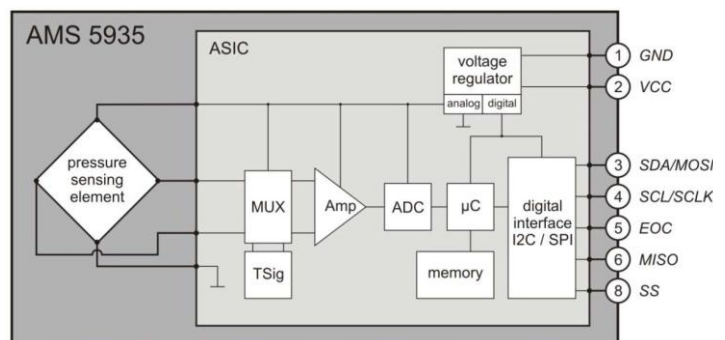 AMS 5935
ASIC
voltage
regulator
analog digital
1 GND
2 VCC
pressure
sensing
element
MUX
Amp
ADC
µC
digital
interface
I2C / SPI
TSig
memory
3 SDA/MOSI
4 SCL/SCLK
5 EOC
6 MISO
8 SS